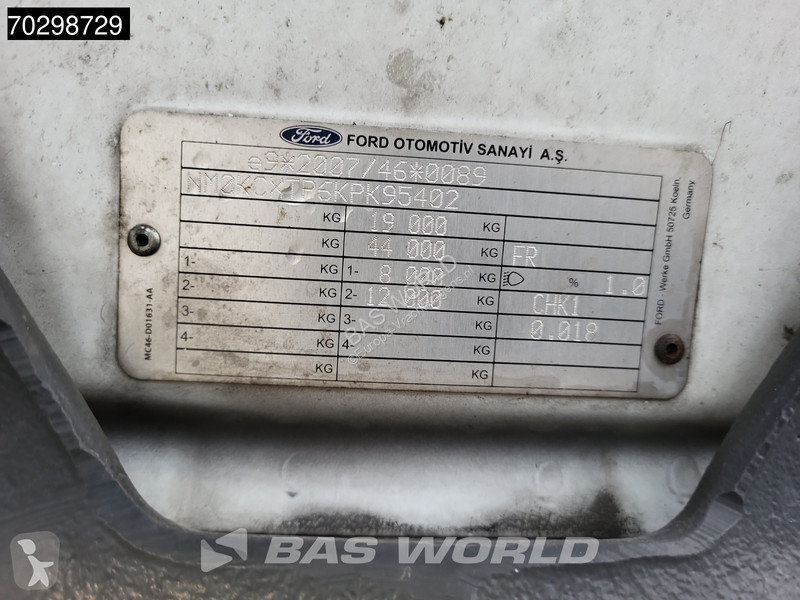 70298729
Ford FORD OTOMOTİV SANAYİ A.Ş.
e9*2007/46*0089
NM0KCXTP6KPK95402
KG 19 000 KG
KG 44 000 KG FR
1- KG 1- 8 000 KG % 1.0
2- KG 2- 12 000 KG CHK1
3- KG 3- KG 0.018
4- KG 4- KG
KG KG
MC46-D01631-AA
FORD - Werke GmbH 50725 Koeln,
Germany
BAS WORLD
BAS WORLD